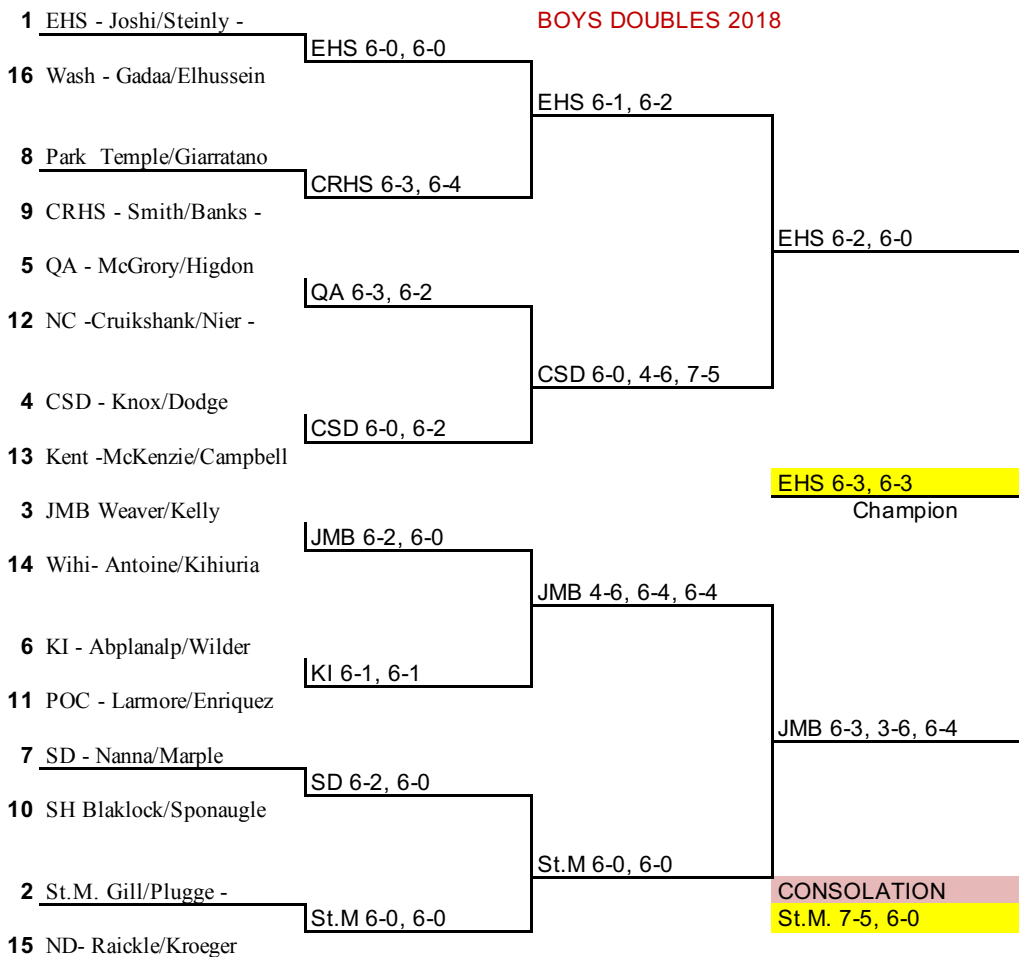 1 EHS - Joshi/Steinly -
BOYS DOUBLES 2018
EHS 6-0, 6-0
16 Wash - Gadaa/Elhussein
EHS 6-1, 6-2
8 Park Temple/Giarratano
CRHS 6-3, 6-4
9 CRHS - Smith/Banks -
EHS 6-2, 6-0
5 QA - McGrory/Higdon
QA 6-3, 6-2
12 NC -Cruikshank/Nier -
CSD 6-0, 4-6, 7-5
4 CSD - Knox/Dodge
CSD 6-0, 6-2
13 Kent -McKenzie/Campbell
EHS 6-3, 6-3
Champion
3 JMB Weaver/Kelly
JMB 6-2, 6-0
14 Wihi- Antoine/Kihiuria
JMB 4-6, 6-4, 6-4
6 KI - Abplanalp/Wilder
KI 6-1, 6-1
11 POC - Larmore/Enriquez
JMB 6-3, 3-6, 6-4
7 SD - Nanna/Marple
SD 6-2, 6-0
10 SH Blaklock/Sponaugle
St.M 6-0, 6-0
2 St.M. Gill/Plugge -
CONSOLATION
St.M 6-0, 6-0
St.M. 7-5, 6-0
15 ND- Raickle/Kroeger